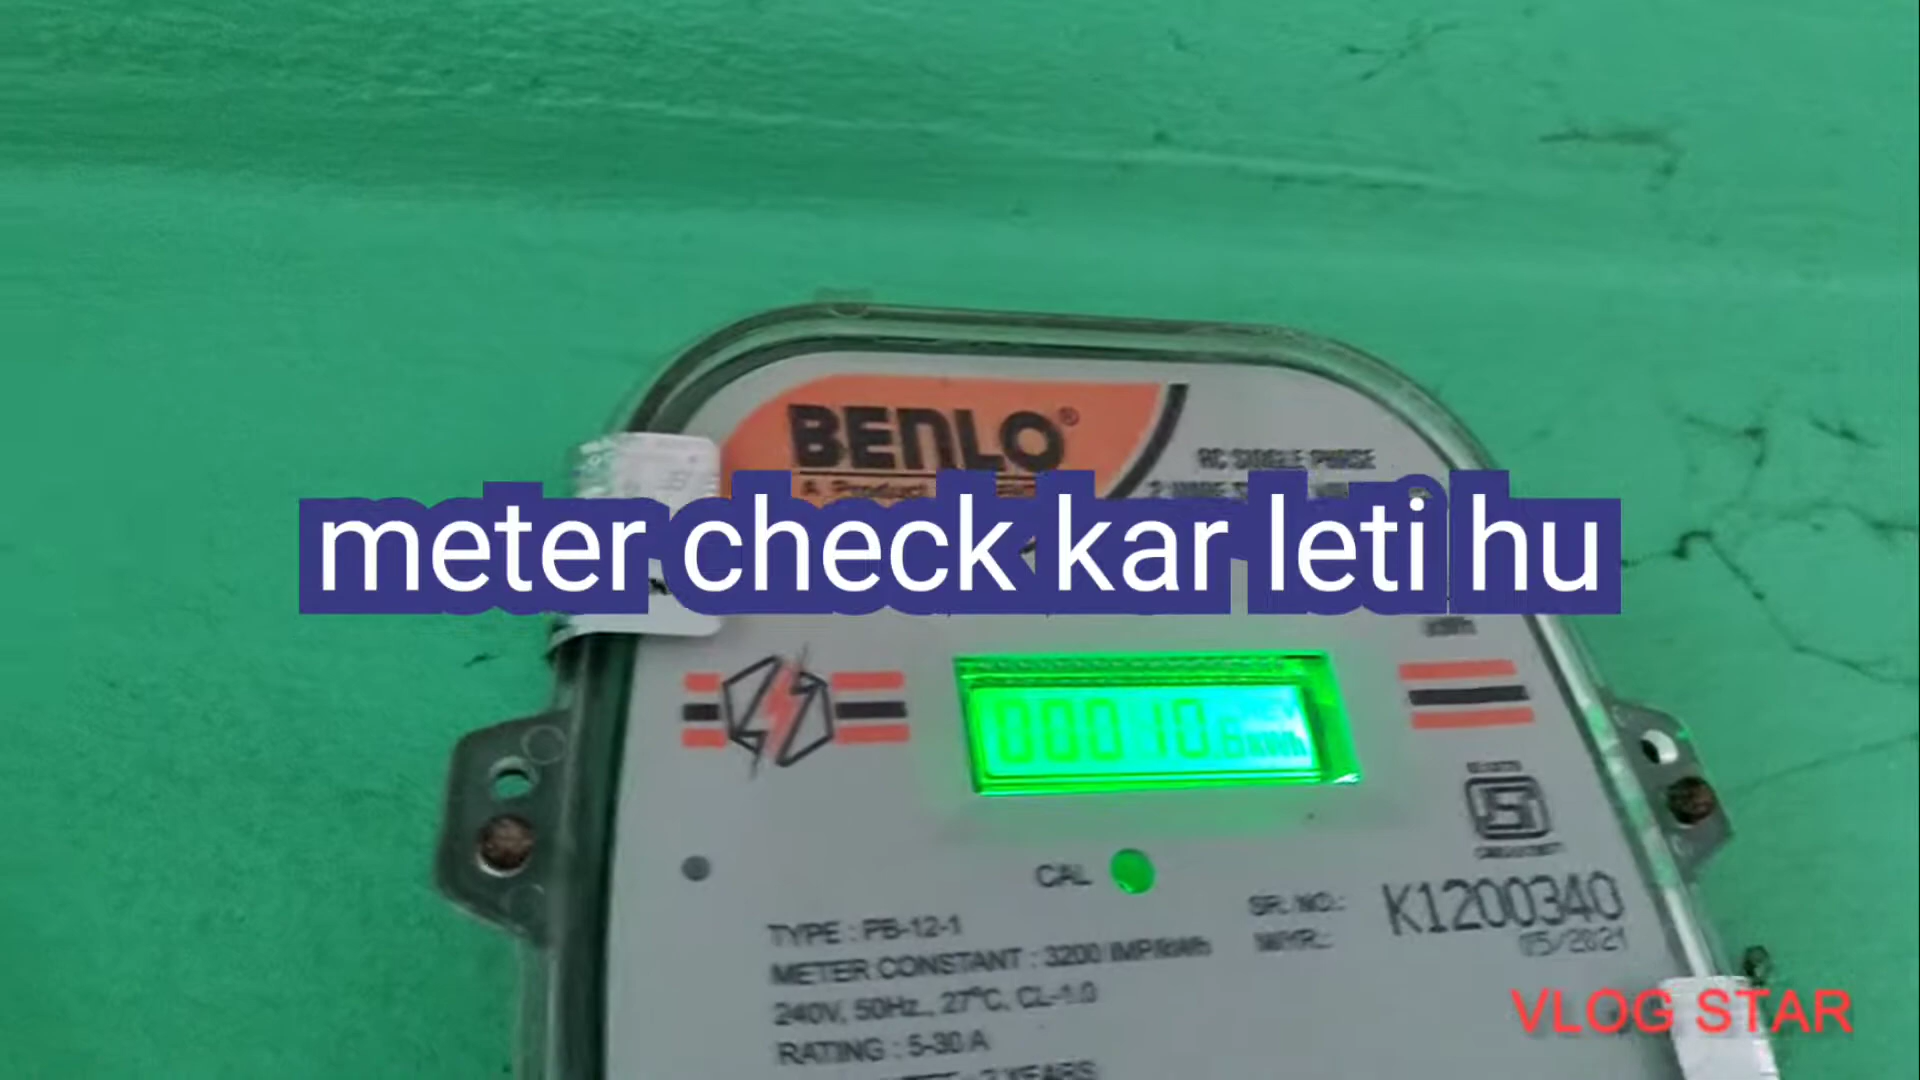 BENLO®
A Product
AC SINGLE PHASE
meter check kar leti hu
kWh
00010.6 kWh
CAL
TYPE : PB-12-1
SR. NO.: K1200340
METER CONSTANT : 3200 IMP/kWh
M/YR.: 05/2021
240V, 50Hz., 27°C, CL-1.0
RATING : 5-30 A
VLOG STAR